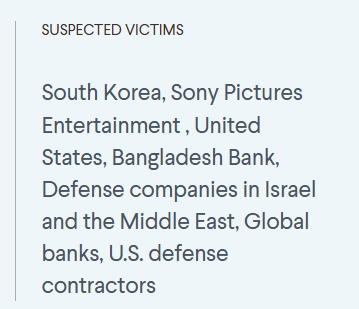 SUSPECTED VICTIMS
South Korea, Sony Pictures
Entertainment , United
States, Bangladesh Bank,
Defense companies in Israel
and the Middle East, Global
banks, U.S. defense
contractors